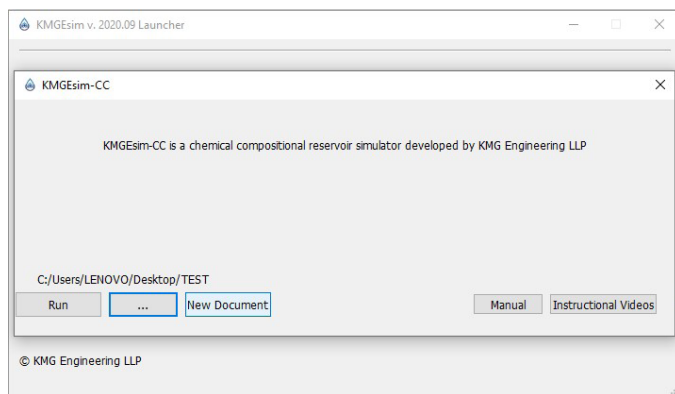 KMGEsim v. 2020.09 Launcher
KMGEsim-CC
KMGEsim-CC is a chemical compositional reservoir simulator developed by KMG Engineering LLP
C:/Users/LENOVO/Desktop/TEST
Run ... New Document Manual Instructional Videos
© KMG Engineering LLP